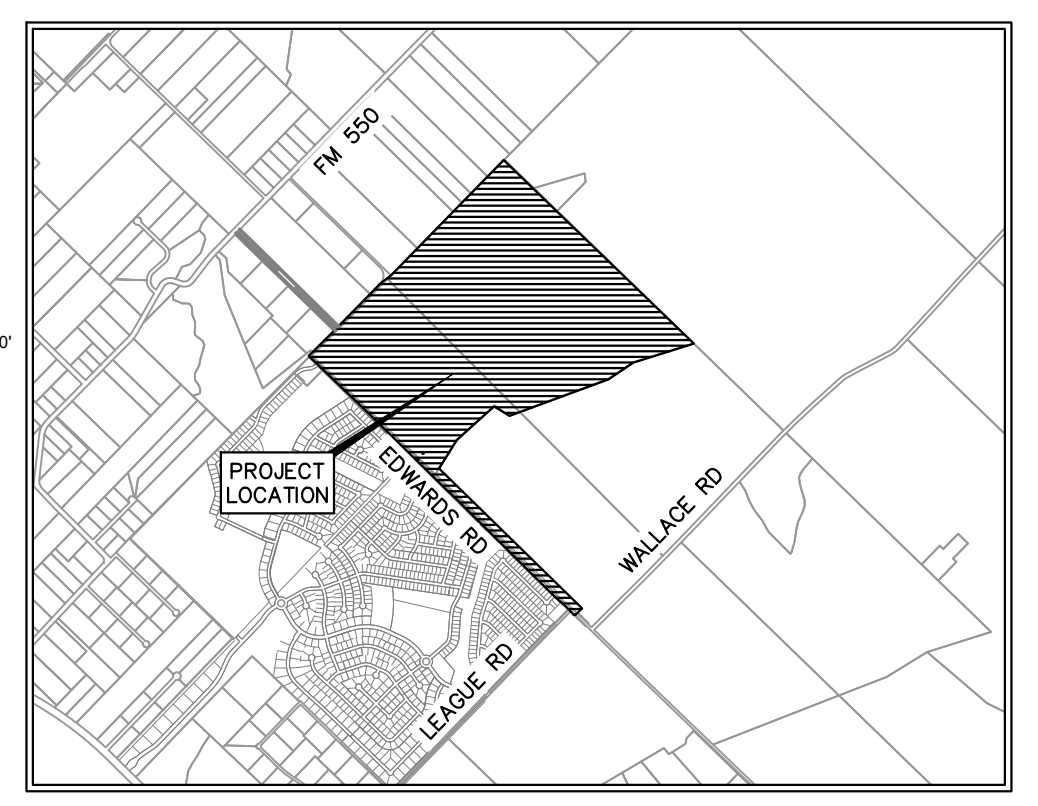 FM 550
0'
PROJECT
LOCATION
EDWARDS RD
WALLACE RD
LEAGUE RD